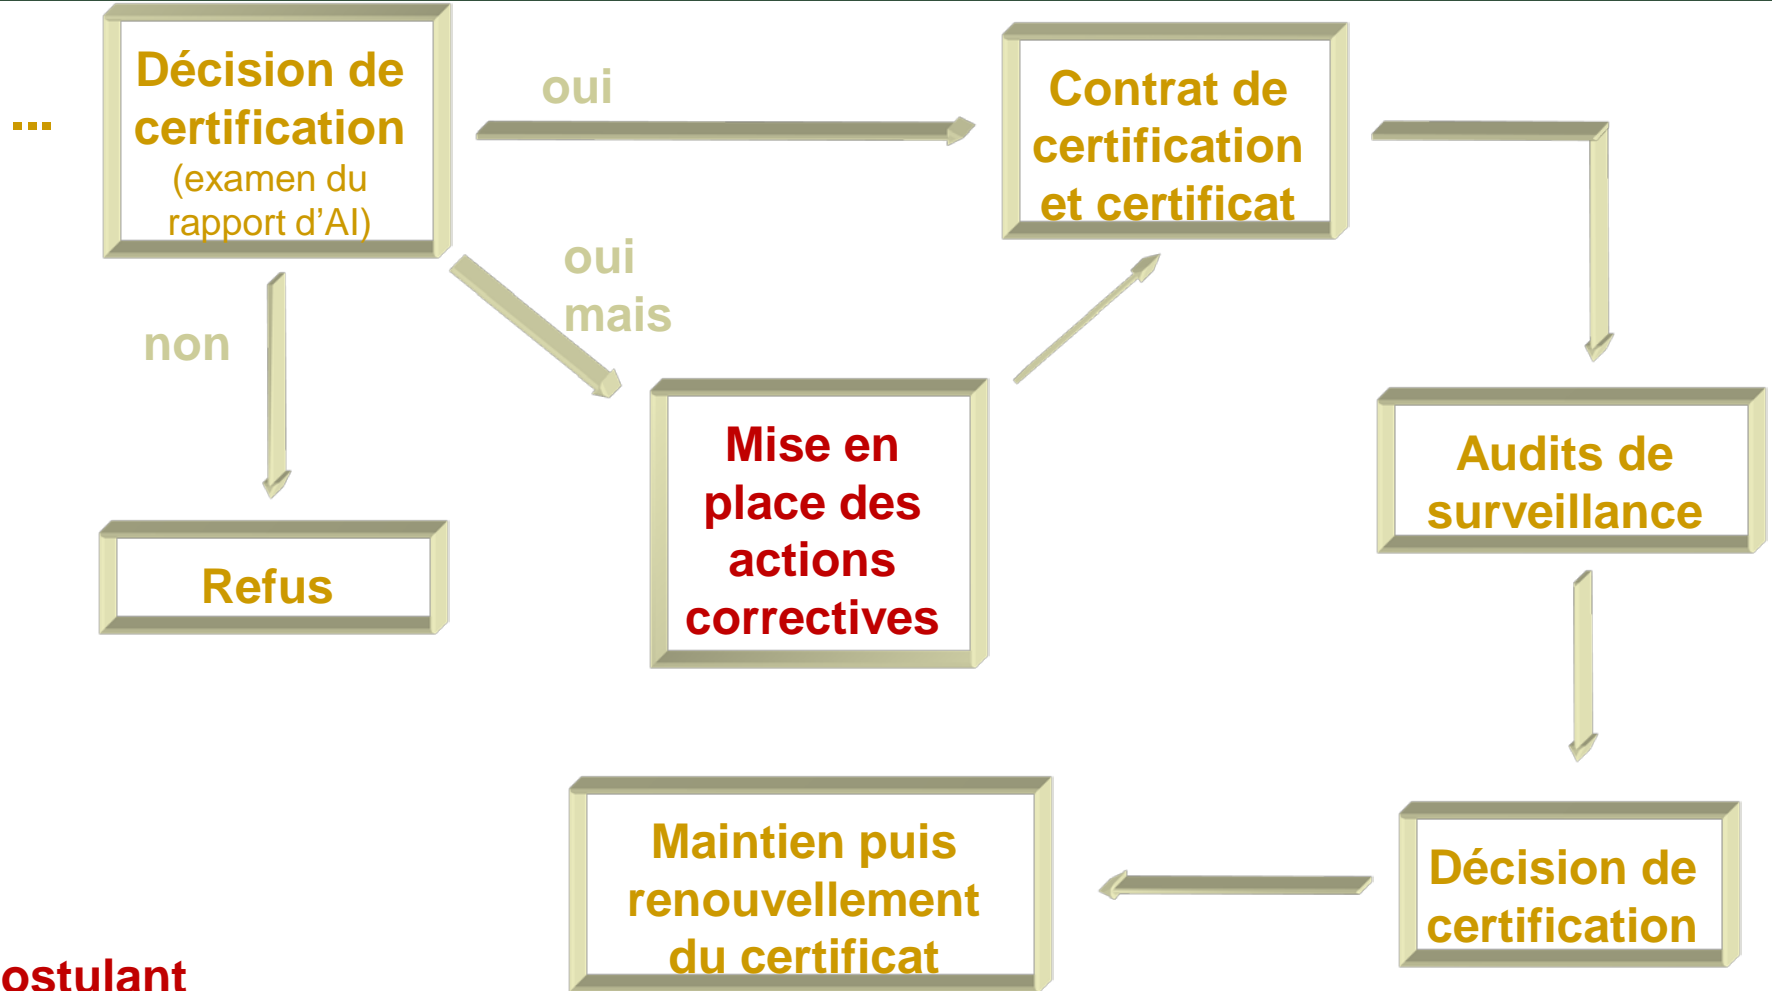 ...
Décision de
certification
(examen du
rapport d’AI)
oui
Contrat de
certification
et certificat
oui
mais
non
Mise en
place des
actions
correctives
Audits de
surveillance
Refus
Maintien puis
renouvellement
du certificat
Décision de
certification
ostulant